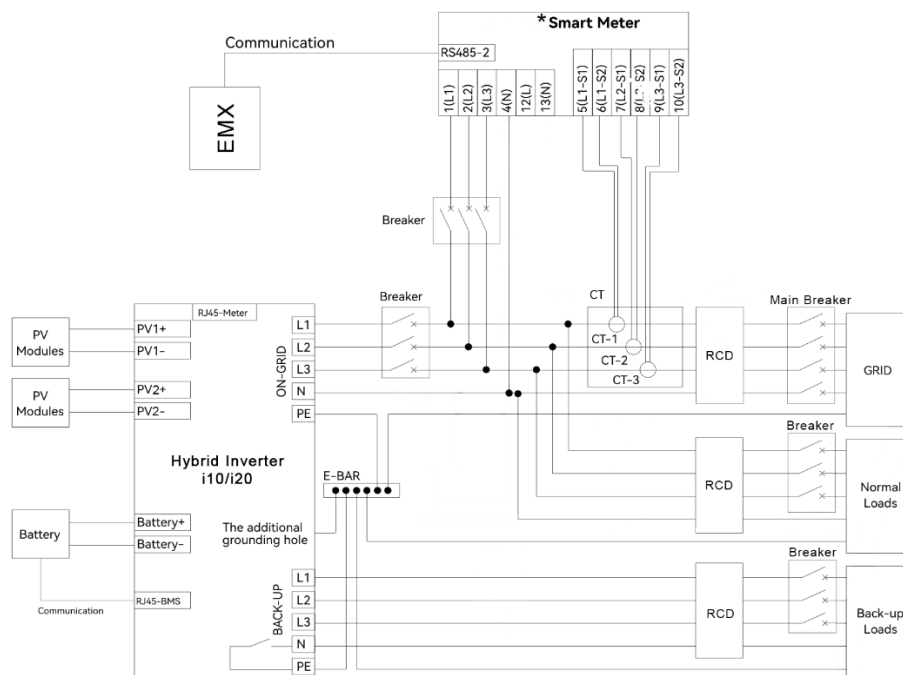 *Smart Meter
Communication
RS485-2
1(L1)
2(L2)
3(L3)
4(N)
12(L)
13(N)
5(L1-S1)
6(L1-S2)
7(L2-S1)
8(L2-S2)
9(L3-S1)
10(L3-S2)
EMX
Breaker
Breaker
CT
Main Breaker
RJ45-Meter
PV
Modules
PV1+
PV1-
ON-GRID
L1
L2
L3
N
PE
CT-1
CT-2
CT-3
RCD
GRID
PV
Modules
PV2+
PV2-
Hybrid Inverter
i10/i20
E-BAR
Breaker
RCD
Normal
Loads
Battery
Battery+
Battery-
The additional
grounding hole
Breaker
Communication
RJ45-BMS
BACK-UP
L1
L2
L3
N
PE
RCD
Back-up
Loads